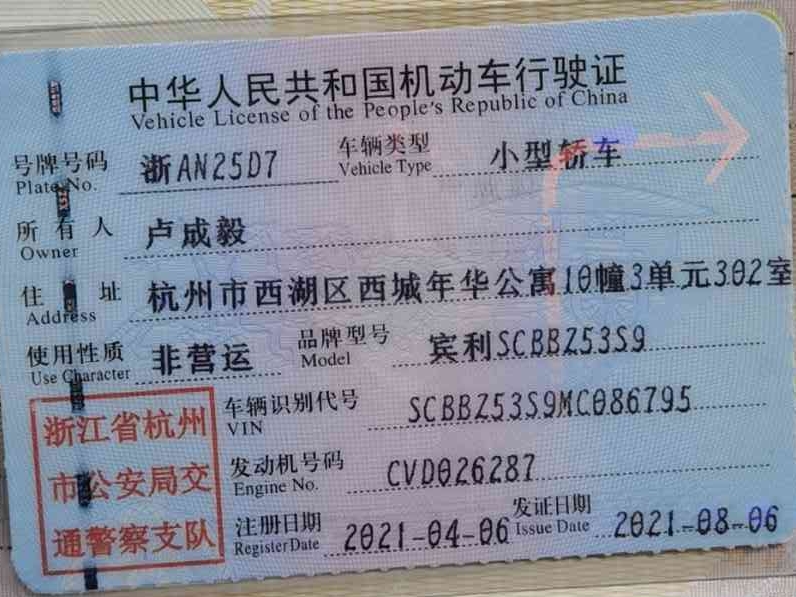 中华人民共和国机动车行驶证
Vehicle License of the People's Republic of China
号牌号码 浙AN25D7 车辆类型 小型轿车
Plate No. Vehicle Type
所有人 卢成毅
Owner
住址 杭州市西湖区西城年华公寓10幢3单元302室
Address
使用性质 非营运 品牌型号 宾利SCBBZ53S9
Use Character Model
车辆识别代号 SCBBZ53S9MC086795
VIN
发动机号码 CVD026287
Engine No.
注册日期 2021-04-06 发证日期 2021-08-06
Register Date Issue Date
浙江省杭州
市公安局交
通警察支队